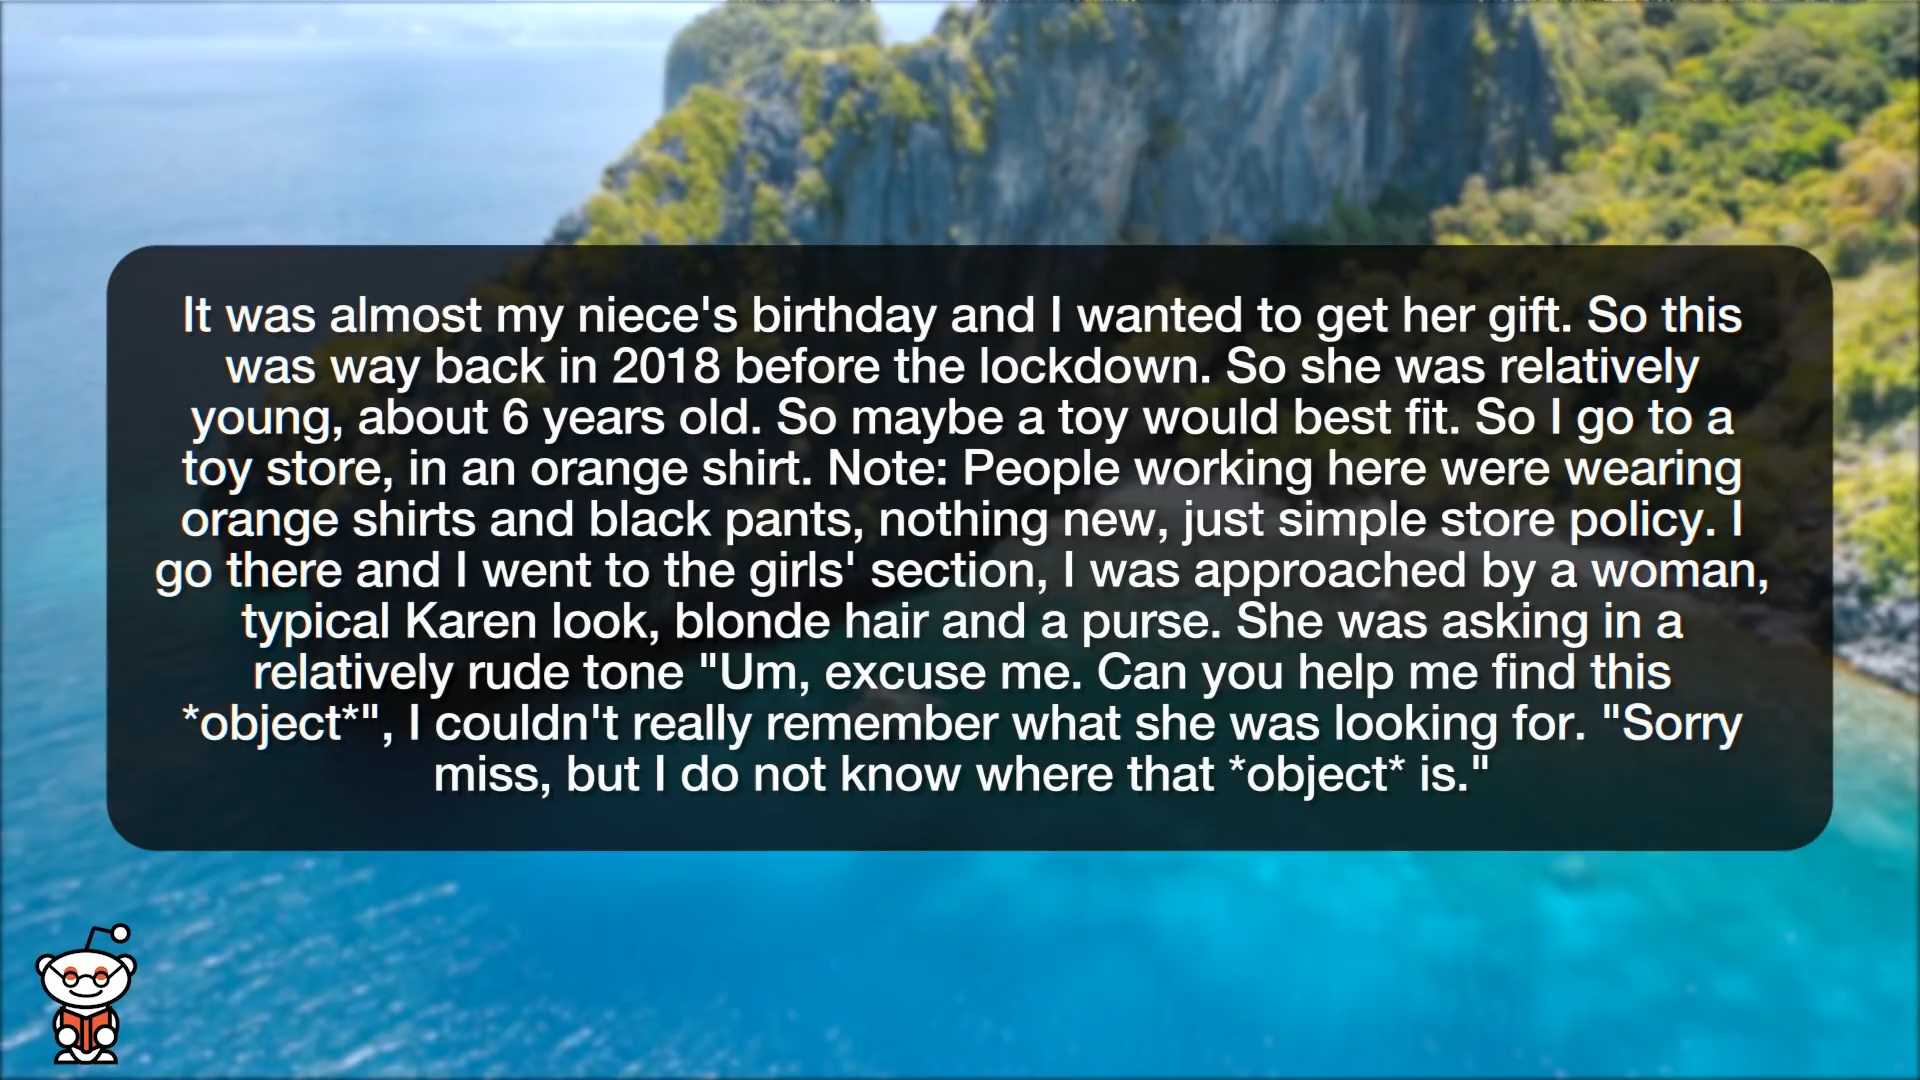 It was almost my niece's birthday and I wanted to get her gift. So this
was way back in 2018 before the lockdown. So she was relatively
young, about 6 years old. So maybe a toy would best fit. So I go to a
toy store, in an orange shirt. Note: People working here were wearing
orange shirts and black pants, nothing new, just simple store policy. I
go there and I went to the girls' section, I was approached by a woman,
typical Karen look, blonde hair and a purse. She was asking in a
relatively rude tone "Um, excuse me. Can you help me find this
*object*", I couldn't really remember what she was looking for. "Sorry
miss, but I do not know where that *object* is."